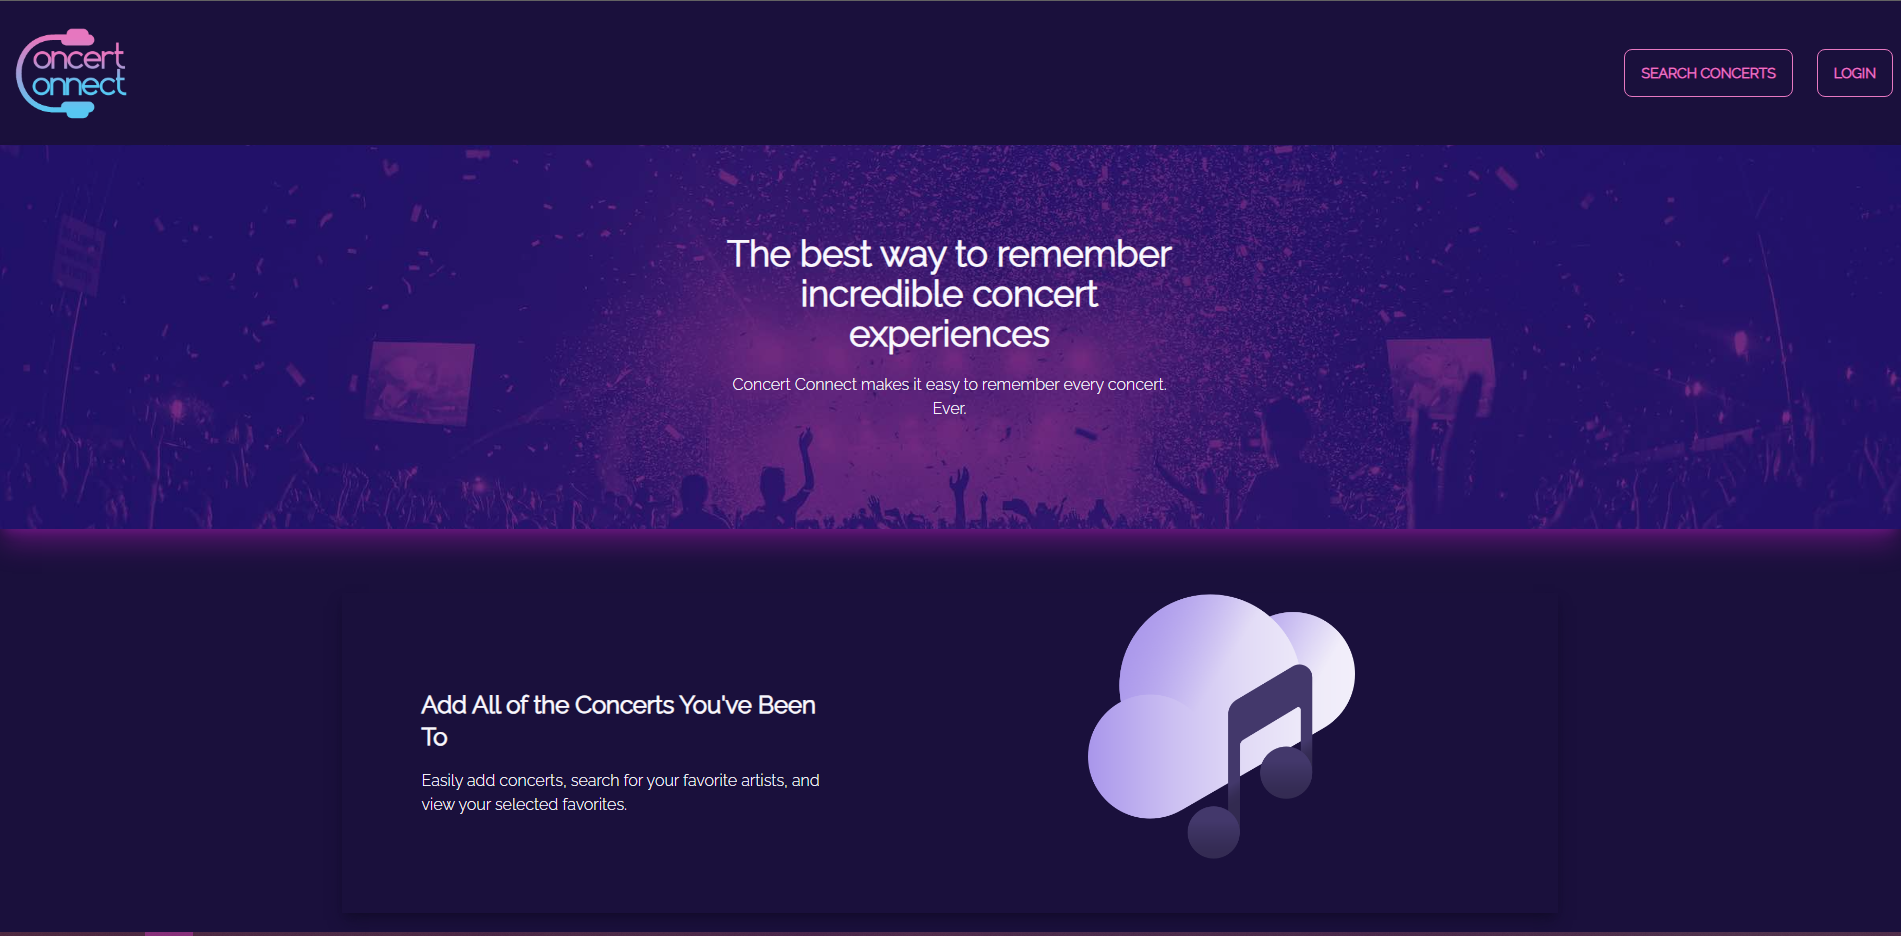 oncert
onnect
SEARCH CONCERTS
LOGIN
The best way to remember
incredible concert
experiences
Concert Connect makes it easy to remember every concert.
Ever.
Add All of the Concerts You've Been
To
Easily add concerts, search for your favorite artists, and
view your selected favorites.